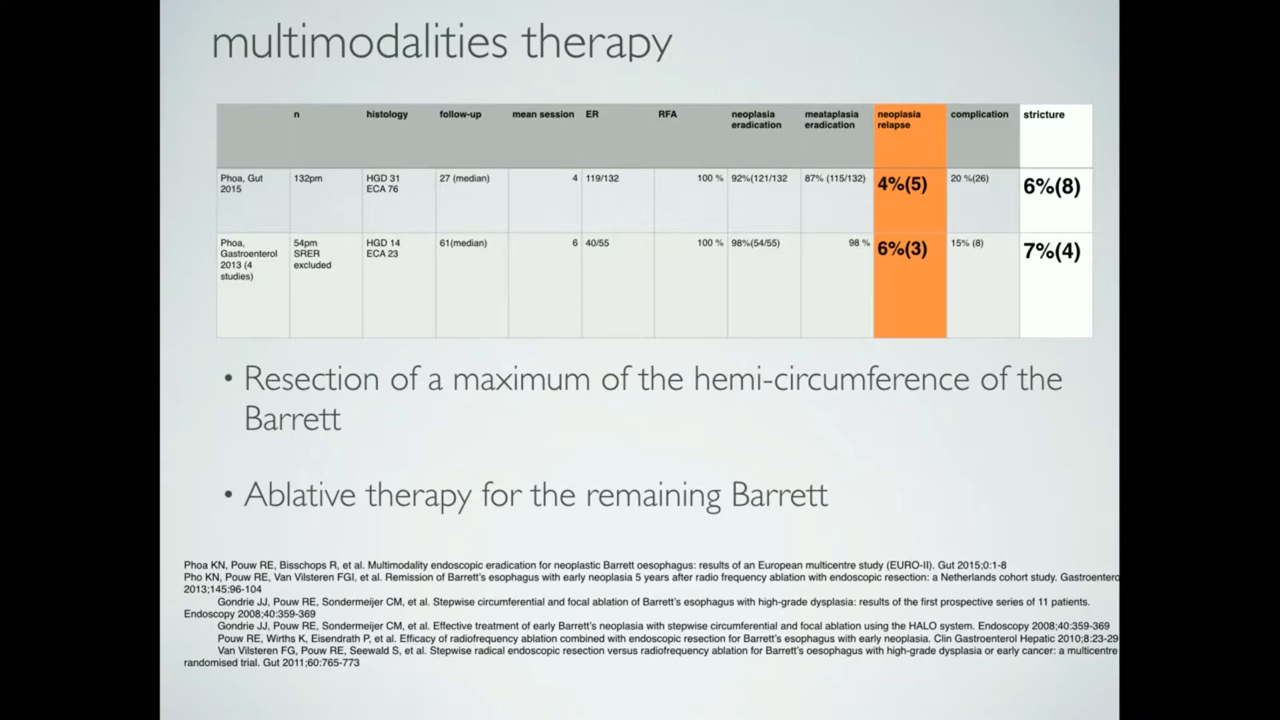 multimodalities therapy
n histology follow-up mean session ER RFA neoplasia eradication meataplasia eradication neoplasia relapse complication stricture
Phoa, Gut 2015 132pm HGD 31 ECA 76 27 (median) 4 119/132 100 % 92%(121/132 87% (115/132) 4%(5) 20 %(26) 6%(8)
Phoa, Gastroenterol 2013 (4 studies) 54pm SRER excluded HGD 14 ECA 23 61(median) 6 40/55 100 % 98%(54/55) 98 % 6%(3) 15% (8) 7%(4)
• Resection of a maximum of the hemi-circumference of the
Barrett
• Ablative therapy for the remaining Barrett
Phoa KN, Pouw RE, Bisschops R, et al. Multimodality endoscopic eradication for neoplastic Barrett oesophagus: results of an European multicentre study (EURO-II). Gut 2015;0:1-8
Pho KN, Pouw RE, Van Vilsteren FGI, et al. Remission of Barrett's esophagus with early neoplasia 5 years after radio frequency ablation with endoscopic resection: a Netherlands cohort study. Gastroentero
2013;145:96-104
Gondrie JJ, Pouw RE, Sondermeijer CM, et al. Stepwise circumferential and focal ablation of Barrett's esophagus with high-grade dysplasia: results of the first prospective series of 11 patients.
Endoscopy 2008;40:359-369
Gondrie JJ, Pouw RE, Sondermeijer CM, et al. Effective treatment of early Barrett's neoplasia with stepwise circumferential and focal ablation using the HALO system. Endoscopy 2008;40:359-369
Pouw RE, Wirths K, Eisendrath P, et al. Efficacy of radiofrequency ablation combined with endoscopic resection for Barrett's esophagus with early neoplasia. Clin Gastroenterol Hepatic 2010;8:23-29
Van Vilsteren FG, Pouw RE, Seewald S, et al. Stepwise radical endoscopic resection versus radiofrequency ablation for Barrett's oesophagus with high-grade dysplasia or early cancer: a multicentre
randomised trial. Gut 2011;60:765-773